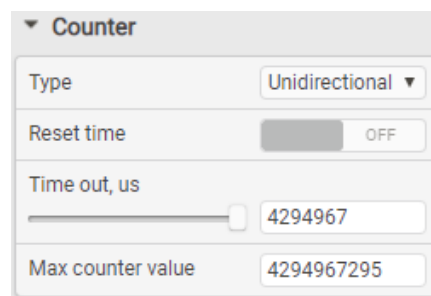 Counter
Type Unidirectional
Reset time OFF
Time out, us
4294967
Max counter value 4294967295